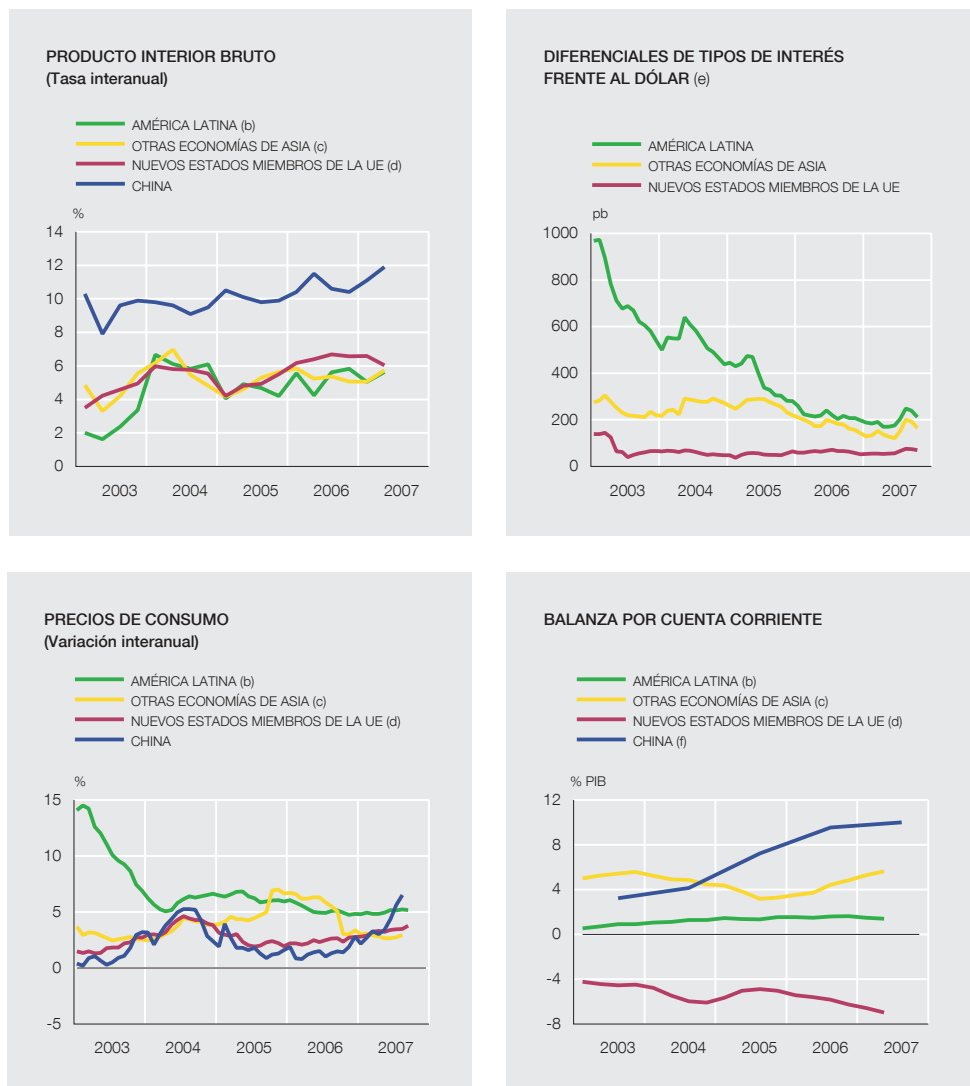 PRODUCTO INTERIOR BRUTO
(Tasa interanual)
AMÉRICA LATINA (b)
OTRAS ECONOMÍAS DE ASIA (c)
NUEVOS ESTADOS MIEMBROS DE LA UE (d)
CHINA
%
14
12
10
8
6
4
2
0
2003 2004 2005 2006 2007
DIFERENCIALES DE TIPOS DE INTERÉS
FRENTE AL DÓLAR (e)
AMÉRICA LATINA
OTRAS ECONOMÍAS DE ASIA
NUEVOS ESTADOS MIEMBROS DE LA UE
pb
1000
800
600
400
200
0
2003 2004 2005 2006 2007
PRECIOS DE CONSUMO
(Variación interanual)
AMÉRICA LATINA (b)
OTRAS ECONOMÍAS DE ASIA (c)
NUEVOS ESTADOS MIEMBROS DE LA UE (d)
CHINA
%
15
10
5
0
-5
2003 2004 2005 2006 2007
BALANZA POR CUENTA CORRIENTE
AMÉRICA LATINA (b)
OTRAS ECONOMÍAS DE ASIA (c)
NUEVOS ESTADOS MIEMBROS DE LA UE (d)
CHINA (f)
% PIB
12
8
4
0
-4
-8
2003 2004 2005 2006 2007